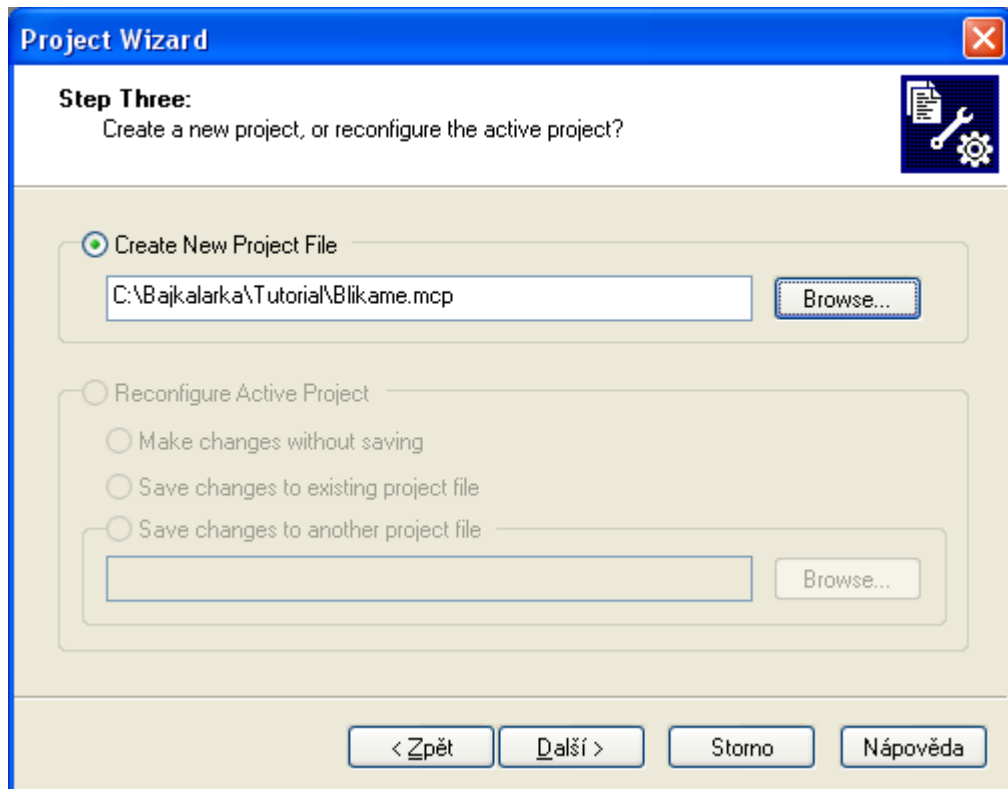 Project Wizard
Step Three:
Create a new project, or reconfigure the active project?
Create New Project File
C:\Bajkalarka\Tutorial\Blikame.mcp
Browse...
Reconfigure Active Project
Make changes without saving
Save changes to existing project file
Save changes to another project file
Browse...
< Zpět
Další >
Storno
Nápověda